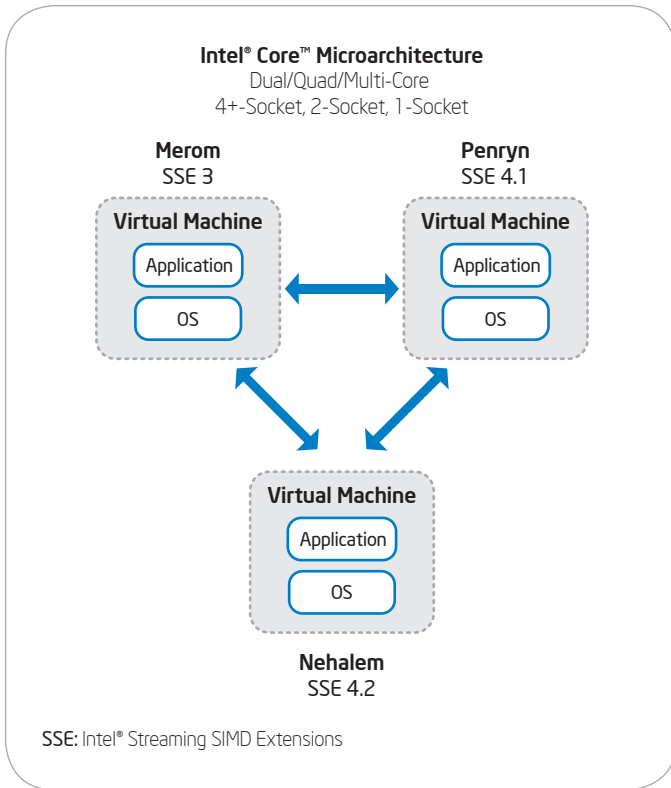 Intel® Core™ Microarchitecture
Dual/Quad/Multi-Core
4+-Socket, 2-Socket, 1-Socket
Merom
SSE 3
Virtual Machine
Application
OS
Penryn
SSE 4.1
Virtual Machine
Application
OS
Virtual Machine
Application
OS
Nehalem
SSE 4.2
SSE: Intel® Streaming SIMD Extensions